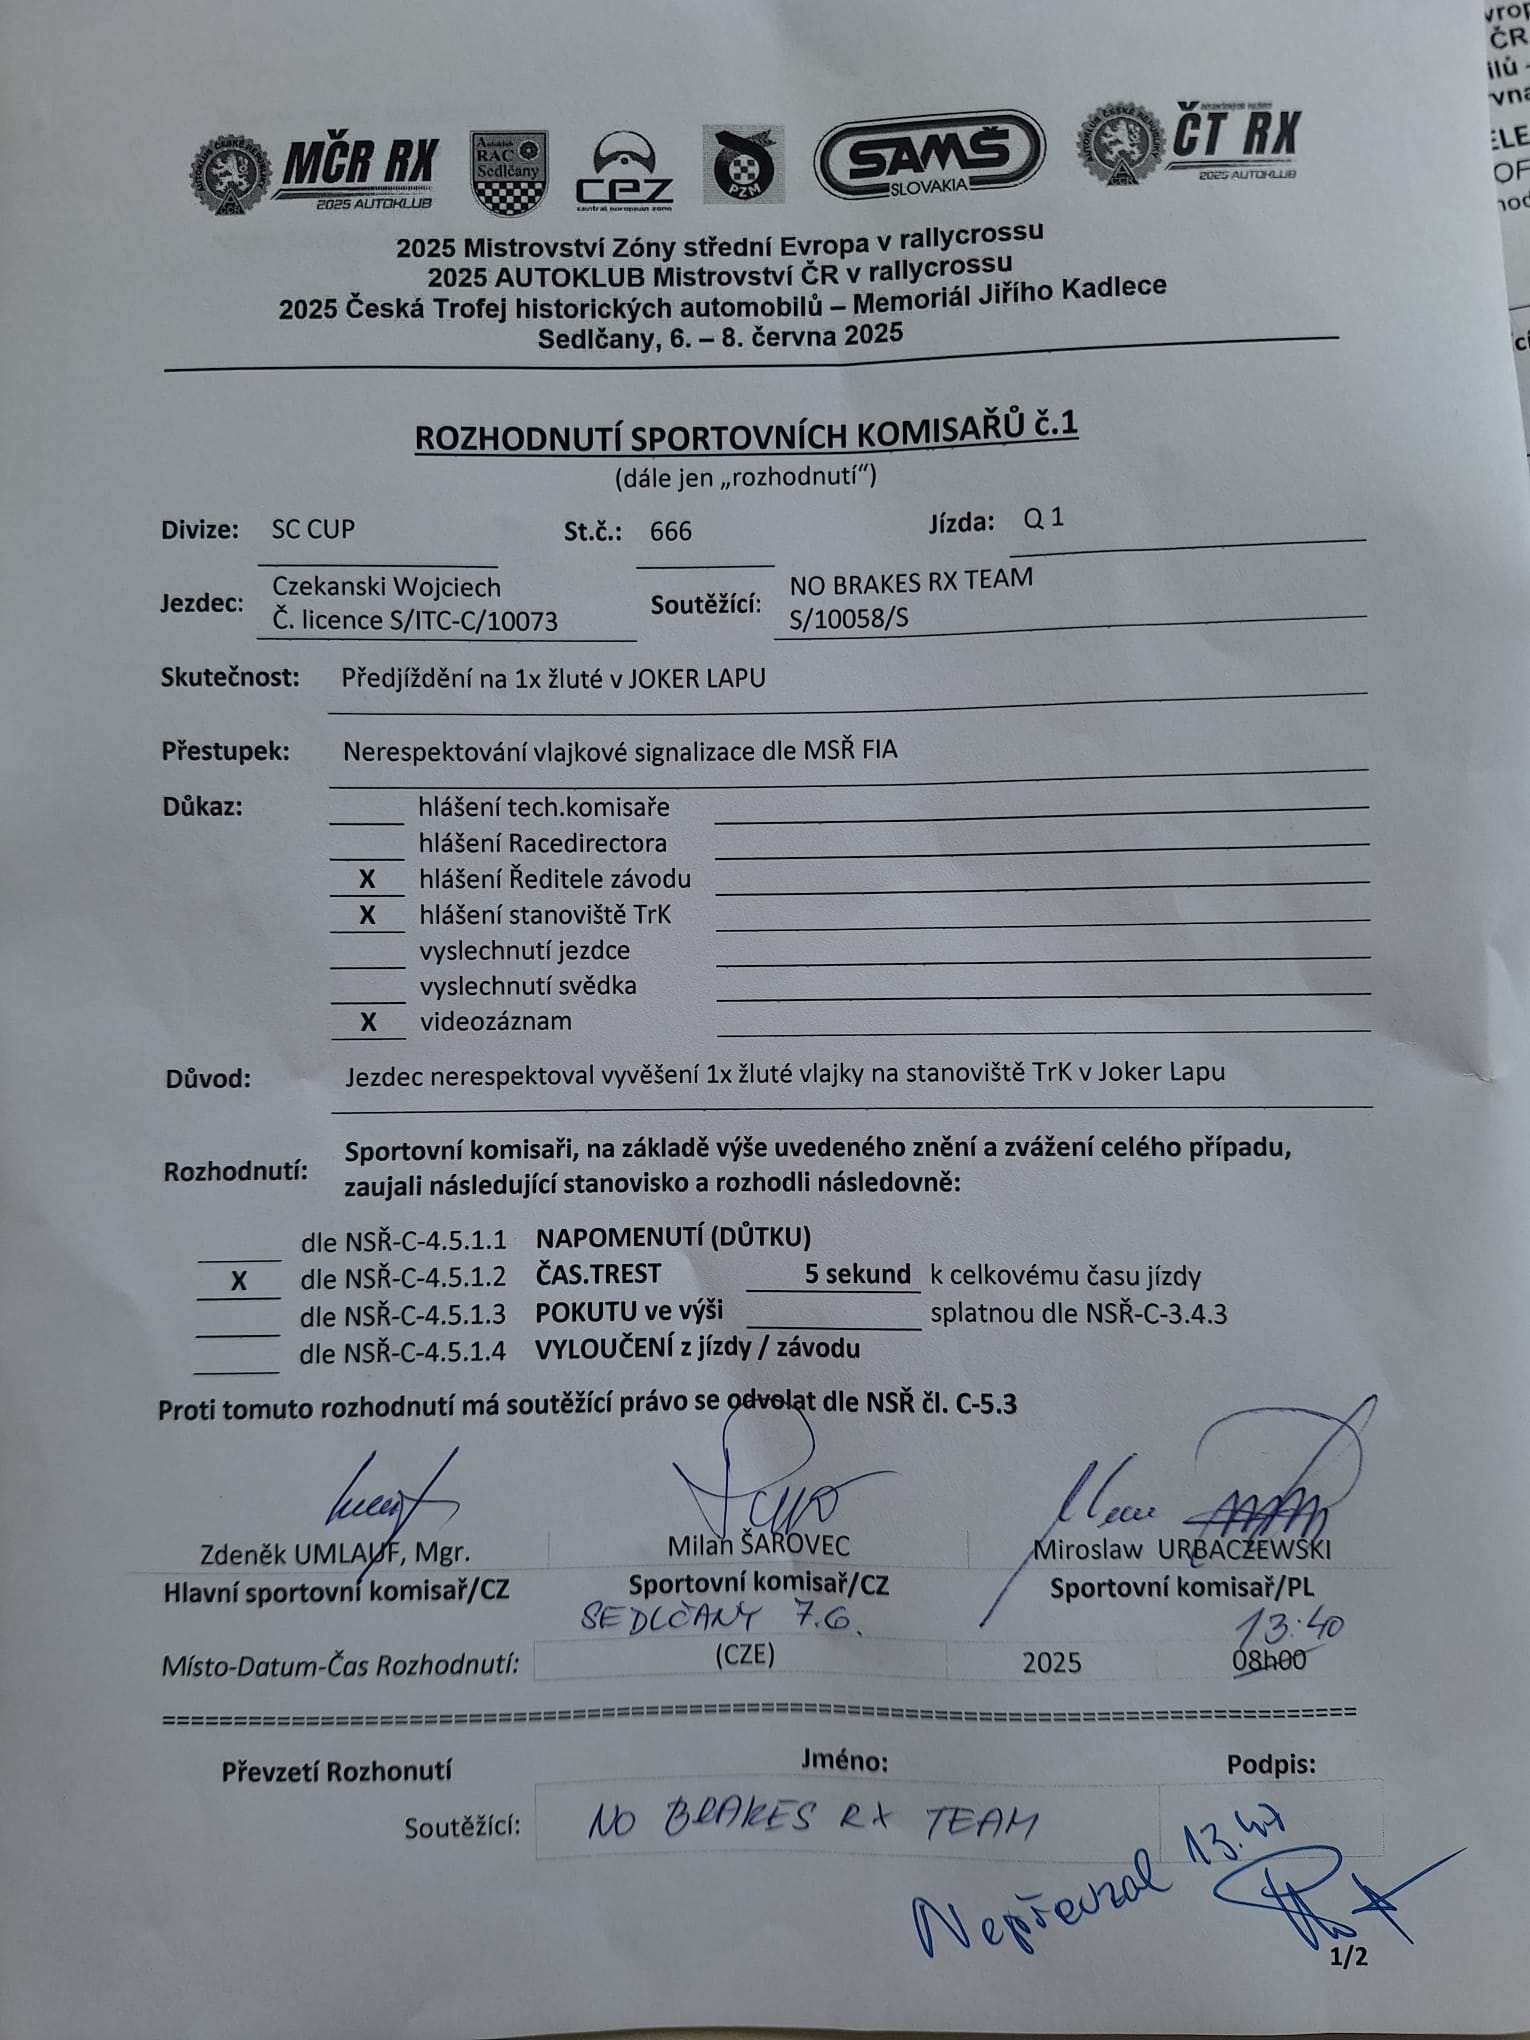 MČR RX
2025 AUTOKLUB
Autoklub
RAC
Sedlčany
CEZ
central european zone
PZM
SAMŠ
SLOVAKIA
ČT RX
2025 AUTOKLUB
2025 Mistrovství Zóny střední Evropa v rallycrossu
2025 AUTOKLUB Mistrovství ČR v rallycrossu
2025 Česká Trofej historických automobilů – Memoriál Jiřího Kadlece
Sedlčany, 6. – 8. června 2025
ROZHODNUTÍ SPORTOVNÍCH KOMISAŘŮ č.1
(dále jen „rozhodnutí“)
Divize: SC CUP St.č.: 666 Jízda: Q 1
Jezdec: Czekanski Wojciech
Č. licence S/ITC-C/10073
Soutěžící: NO BRAKES RX TEAM
S/10058/S
Skutečnost: Předjíždění na 1x žluté v JOKER LAPU
Přestupek: Nerespektování vlajkové signalizace dle MSŘ FIA
Důkaz: hlášení tech.komisaře
hlášení Racedirectora
X hlášení Ředitele závodu
X hlášení stanoviště TrK
vyslechnutí jezdce
vyslechnutí svědka
X videozáznam
Důvod: Jezdec nerespektoval vyvěšení 1x žluté vlajky na stanoviště TrK v Joker Lapu
Rozhodnutí: Sportovní komisaři, na základě výše uvedeného znění a zvážení celého případu,
zaujali následující stanovisko a rozhodli následovně:
dle NSŘ-C-4.5.1.1 NAPOMENUTÍ (DŮTKU)
X dle NSŘ-C-4.5.1.2 ČAS.TREST 5 sekund k celkovému času jízdy
dle NSŘ-C-4.5.1.3 POKUTU ve výši splatnou dle NSŘ-C-3.4.3
dle NSŘ-C-4.5.1.4 VYLOUČENÍ z jízdy / závodu
Proti tomuto rozhodnutí má soutěžící právo se odvolat dle NSŘ čl. C-5.3
Zdeněk UMLAUF, Mgr. Milan ŠAROVEC Miroslaw URBACZEWSKI
Hlavní sportovní komisař/CZ Sportovní komisař/CZ Sportovní komisař/PL
SEDLČANY 7.6. 13:40
Místo-Datum-Čas Rozhodnutí: (CZE) 2025 08h00
Převzetí Rozhonutí Jméno: Podpis:
Soutěžící: NO BRAKES RX TEAM
Nepřevzal
1/2